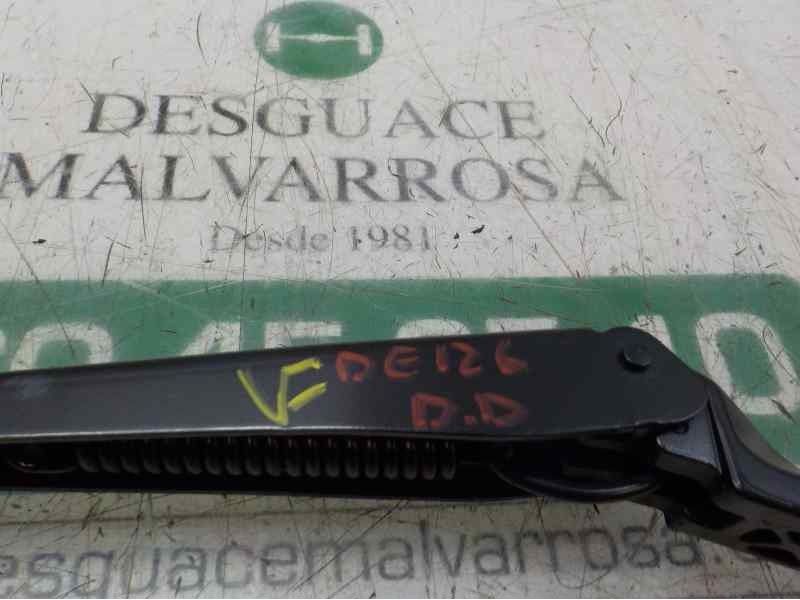 DESGUACE
MALVARROSA
Desde 1981
VF DE126
D.D
desguacemalvarrosa.